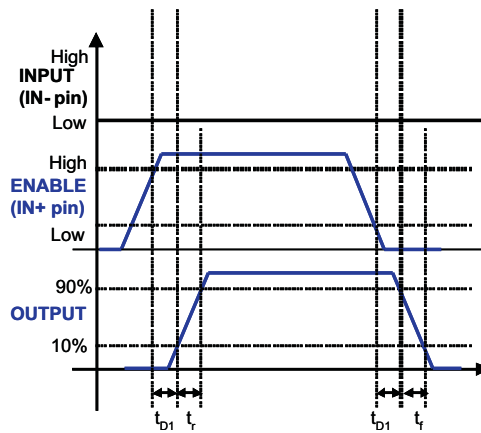 High
INPUT
(IN- pin)
Low
High
ENABLE
(IN+ pin)
Low
90%
OUTPUT
10%
tD1 tr tD1 tf